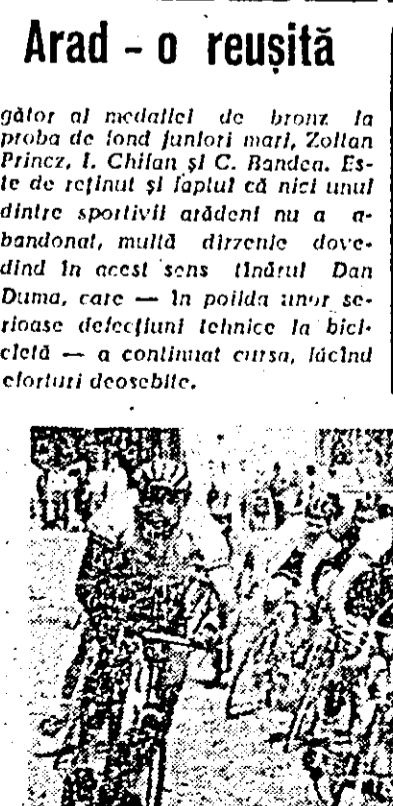 Arad - o reușită
gător al medaliei de bronz la
proba de fond juniori mari, Zoltan
Princz, I. Chifan și C. Bandea. Es-
te de reținut și faptul că nici unul
dintre sportivii arădeni nu a a-
bandonat, multă dîrzenie dove-
dind în acest sens tînărul Dan
Duma, care — în poilda unor se-
rioase defecțiuni tehnice la bici-
cletă — a continuat cursa, făcînd
eforturi deosebite.